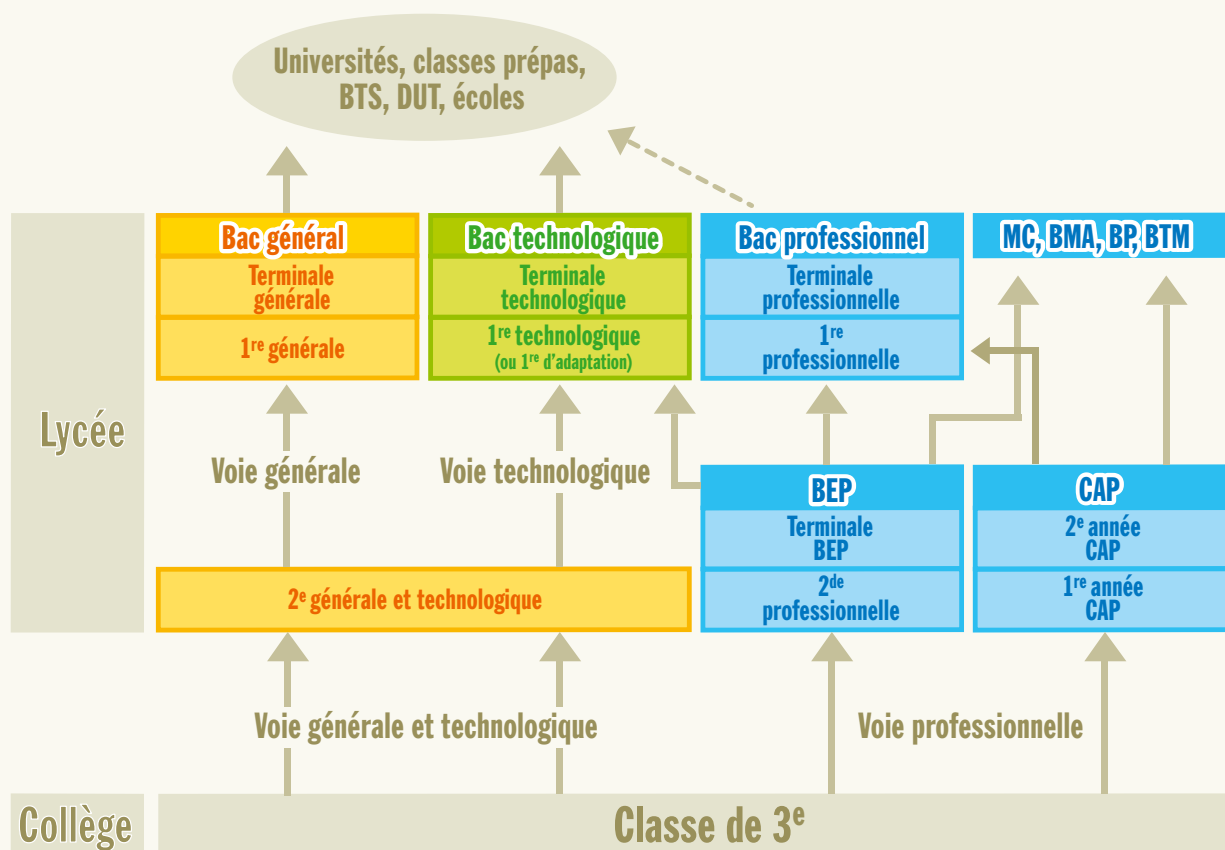 Universités, classes prépas,
BTS, DUT, écoles
Bac général
Terminale
générale
1re générale
Bac technologique
Terminale
technologique
1re technologique
(ou 1re d'adaptation)
Bac professionnel
Terminale
professionnelle
1re
professionnelle
MC, BMA, BP, BTM
Lycée
Voie générale
Voie technologique
BEP
Terminale
BEP
2de
professionnelle
CAP
2e année
CAP
1re année
CAP
2e générale et technologique
Voie générale et technologique
Voie professionnelle
Collège
Classe de 3e